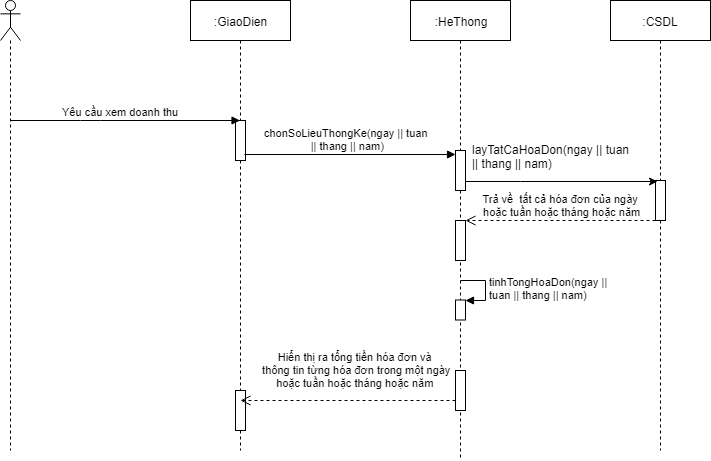 :GiaoDien
:HeThong
:CSDL
Yêu cầu xem doanh thu
chonSoLieuThongKe(ngay || tuan
|| thang || nam)
layTatCaHoaDon(ngay || tuan
|| thang || nam)
Trả về  tất cả hóa đơn của ngày
hoặc tuần hoặc tháng hoặc năm
tinhTongHoaDon(ngay ||
tuan || thang || nam)
Hiển thị ra tổng tiền hóa đơn và
thông tin từng hóa đơn trong một ngày
hoặc tuần hoặc tháng hoặc năm